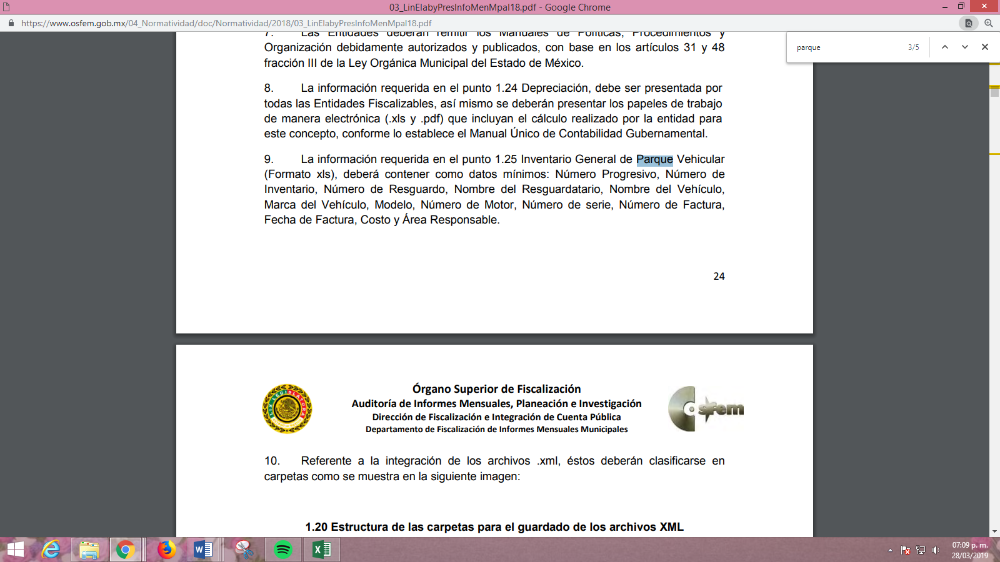 03_LinElabyPresInfoMenMpal18.pdf - Google Chrome
https://www.osfem.gob.mx/04_Normatividad/doc/Normatividad/2018/03_LinElabyPresInfoMenMpal18.pdf
parque 3/5
7. Las Entidades deberán remitir los Manuales de Políticas, Procedimientos y
Organización debidamente autorizados y publicados, con base en los artículos 31 y 48
fracción III de la Ley Orgánica Municipal del Estado de México.
8. La información requerida en el punto 1.24 Depreciación, debe ser presentada por
todas las Entidades Fiscalizables, así mismo se deberán presentar los papeles de trabajo
de manera electrónica (.xls y .pdf) que incluyan el cálculo realizado por la entidad para
este concepto, conforme lo establece el Manual Único de Contabilidad Gubernamental.
9. La información requerida en el punto 1.25 Inventario General de Parque Vehicular
(Formato xls), deberá contener como datos mínimos: Número Progresivo, Número de
Inventario, Número de Resguardo, Nombre del Resguardatario, Nombre del Vehículo,
Marca del Vehículo, Modelo, Número de Motor, Número de serie, Número de Factura,
Fecha de Factura, Costo y Área Responsable.
24
LIX LEGISLATURA
Órgano Superior de Fiscalización
Auditoría de Informes Mensuales, Planeación e Investigación
Dirección de Fiscalización e Integración de Cuenta Pública
Departamento de Fiscalización de Informes Mensuales Municipales
osfem
10. Referente a la integración de los archivos .xml, éstos deberán clasificarse en
carpetas como se muestra en la siguiente imagen:
1.20 Estructura de las carpetas para el guardado de los archivos XML
07:09 p. m.
28/03/2019